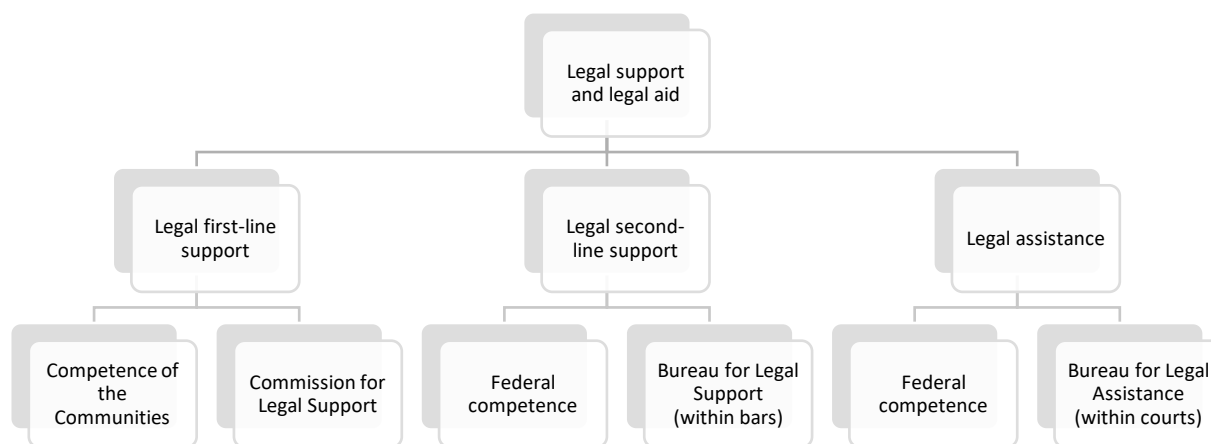 Legal support
and legal aid
Legal first-line
support
Legal second-
line support
Legal assistance
Competence of
the
Communities
Commission for
Legal Support
Federal
competence
Bureau for Legal
Support
(within bars)
Federal
competence
Bureau for Legal
Assistance
(within courts)